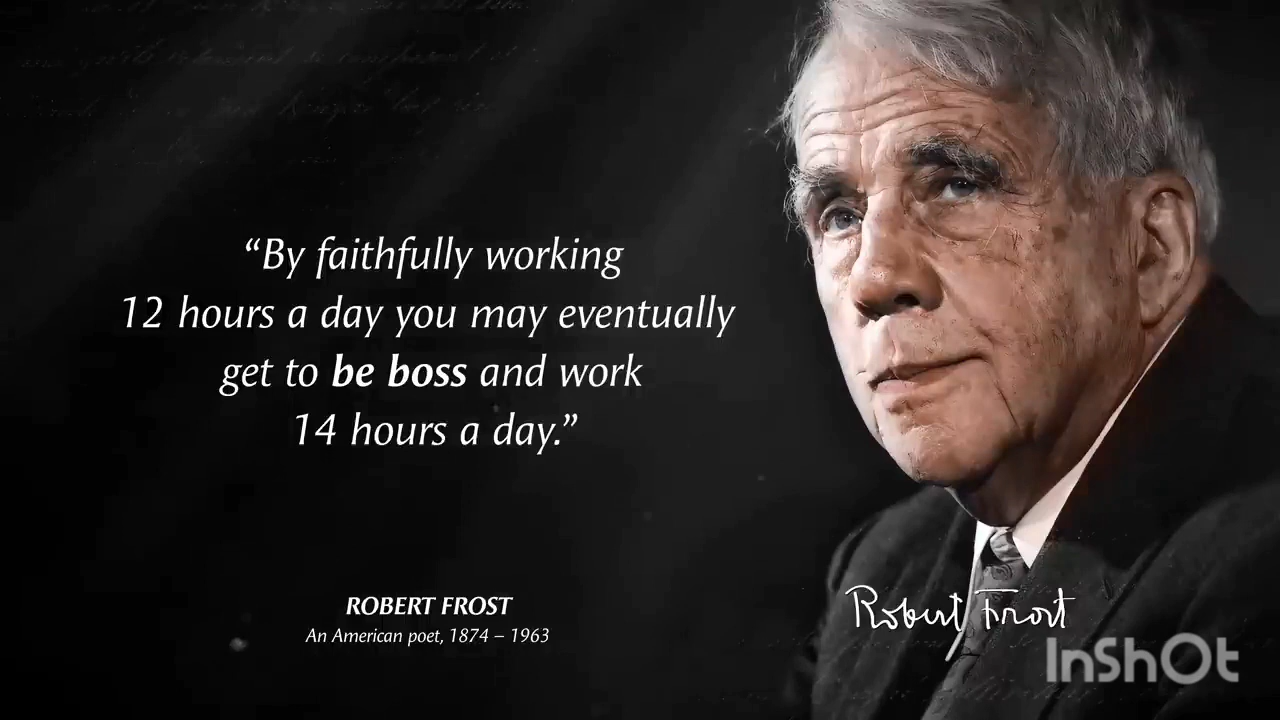 “By faithfully working
12 hours a day you may eventually
get to be boss and work
14 hours a day.”
ROBERT FROST
An American poet, 1874 – 1963
Robert Frost
InShOt